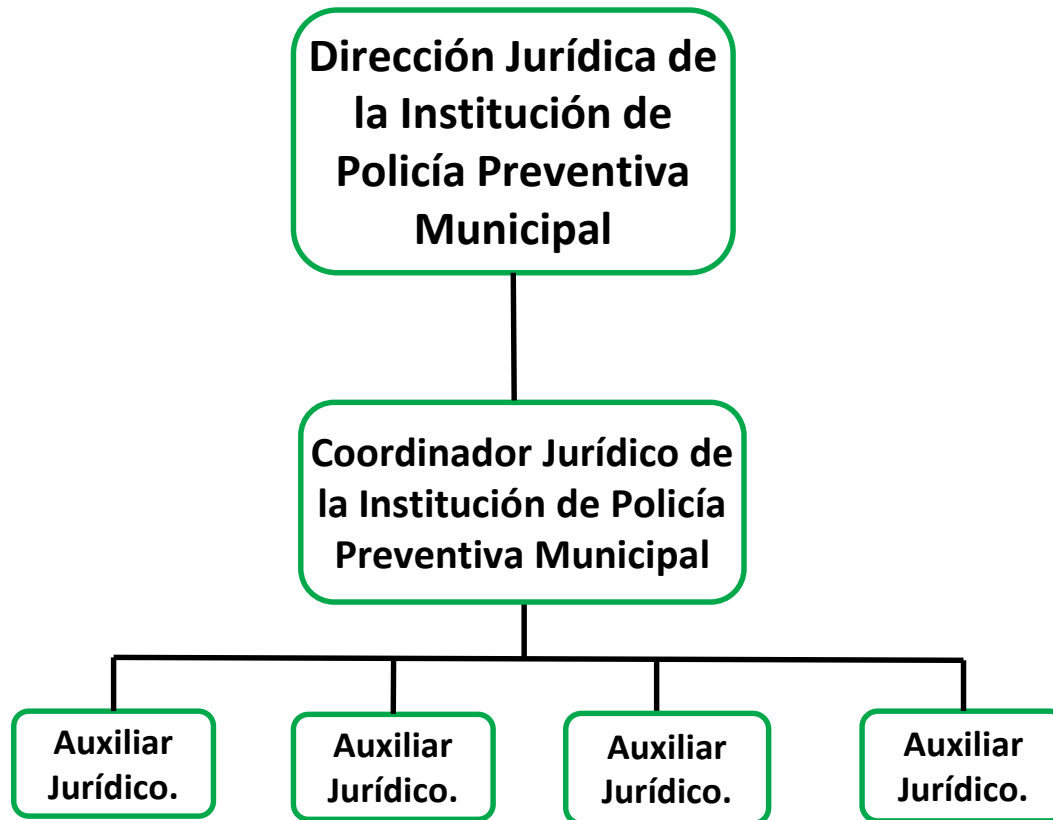 Dirección Jurídica de
la Institución de
Policía Preventiva
Municipal
Coordinador Jurídico de
la Institución de Policía
Preventiva Municipal
Auxiliar
Jurídico.
Auxiliar
Jurídico.
Auxiliar
Jurídico.
Auxiliar
Jurídico.